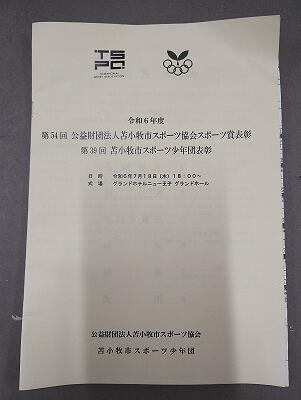 TSPO
令和6年度
第54回 公益財団法人苫小牧市スポーツ協会スポーツ賞表彰
第39回 苫小牧市スポーツ少年団表彰
日 時 令和6年7月18日(木) 18:00~
式 場 グランドホテルニュー王子 グランドホール
公益財団法人苫小牧市スポーツ協会
苫小牧市スポーツ少年団